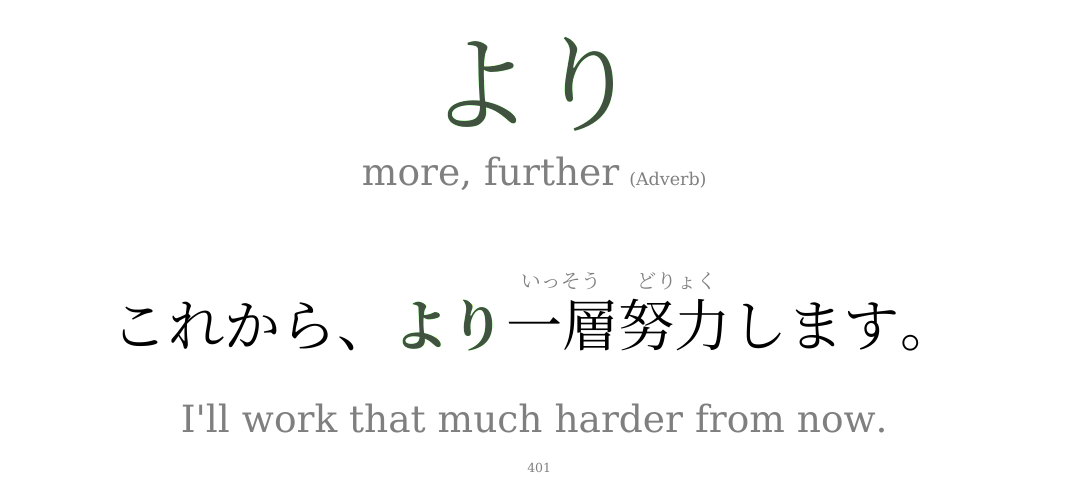 より
more, further (Adverb)
いっそう どりょく
これから、より一層努力します。
I'll work that much harder from now.
401